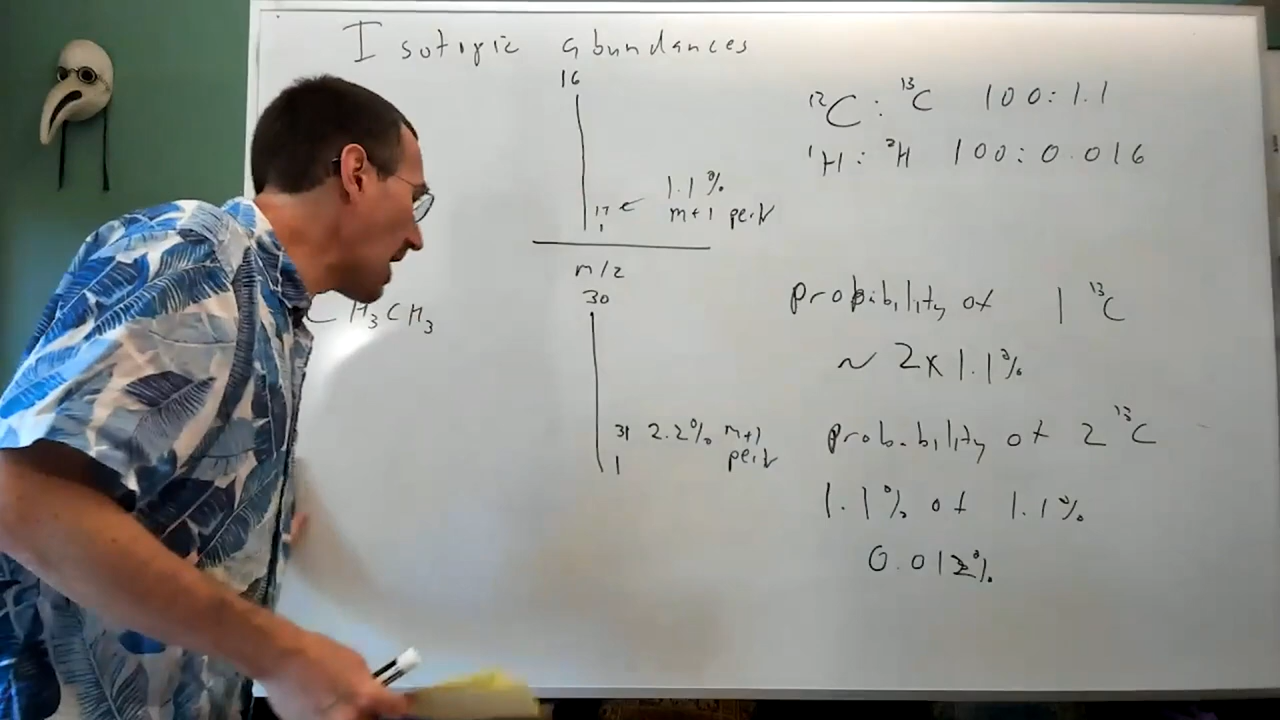 Isotopic abundances
16
17 ← 1.1%
m+1 peak
m/z
CH₃CH₃
30
31 2.2% m+1
peak
¹²C : ¹³C 100:1.1
¹H : ²H 100:0.016
probability of 1 ¹³C
~ 2x1.1%
probability of 2 ¹³C
1.1% of 1.1%
0.012%